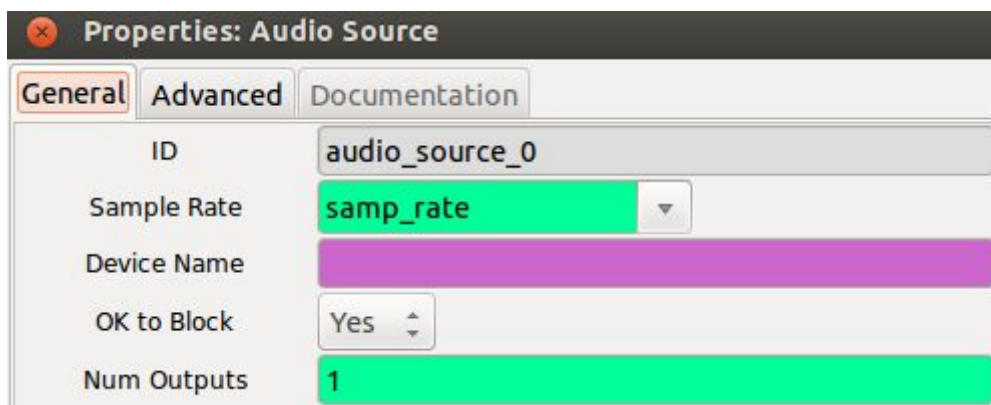 Properties: Audio Source
General Advanced Documentation
ID audio_source_0
Sample Rate samp_rate
Device Name
OK to Block Yes
Num Outputs 1